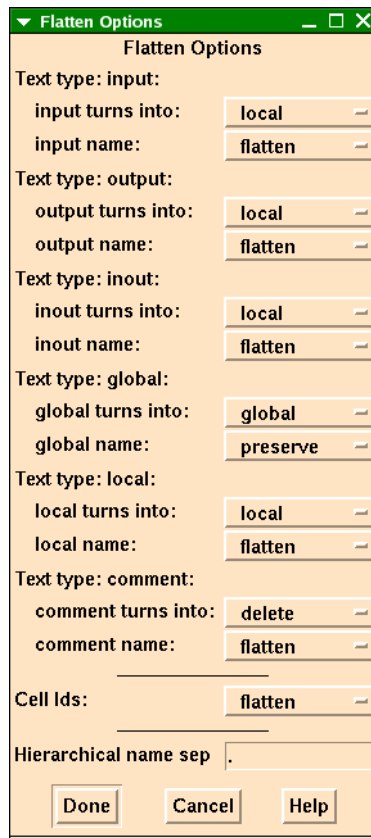 Flatten Options
Flatten Options
Text type: input:
input turns into: local
input name: flatten
Text type: output:
output turns into: local
output name: flatten
Text type: inout:
inout turns into: local
inout name: flatten
Text type: global:
global turns into: global
global name: preserve
Text type: local:
local turns into: local
local name: flatten
Text type: comment:
comment turns into: delete
comment name: flatten
Cell Ids: flatten
Hierarchical name sep .
Done Cancel Help